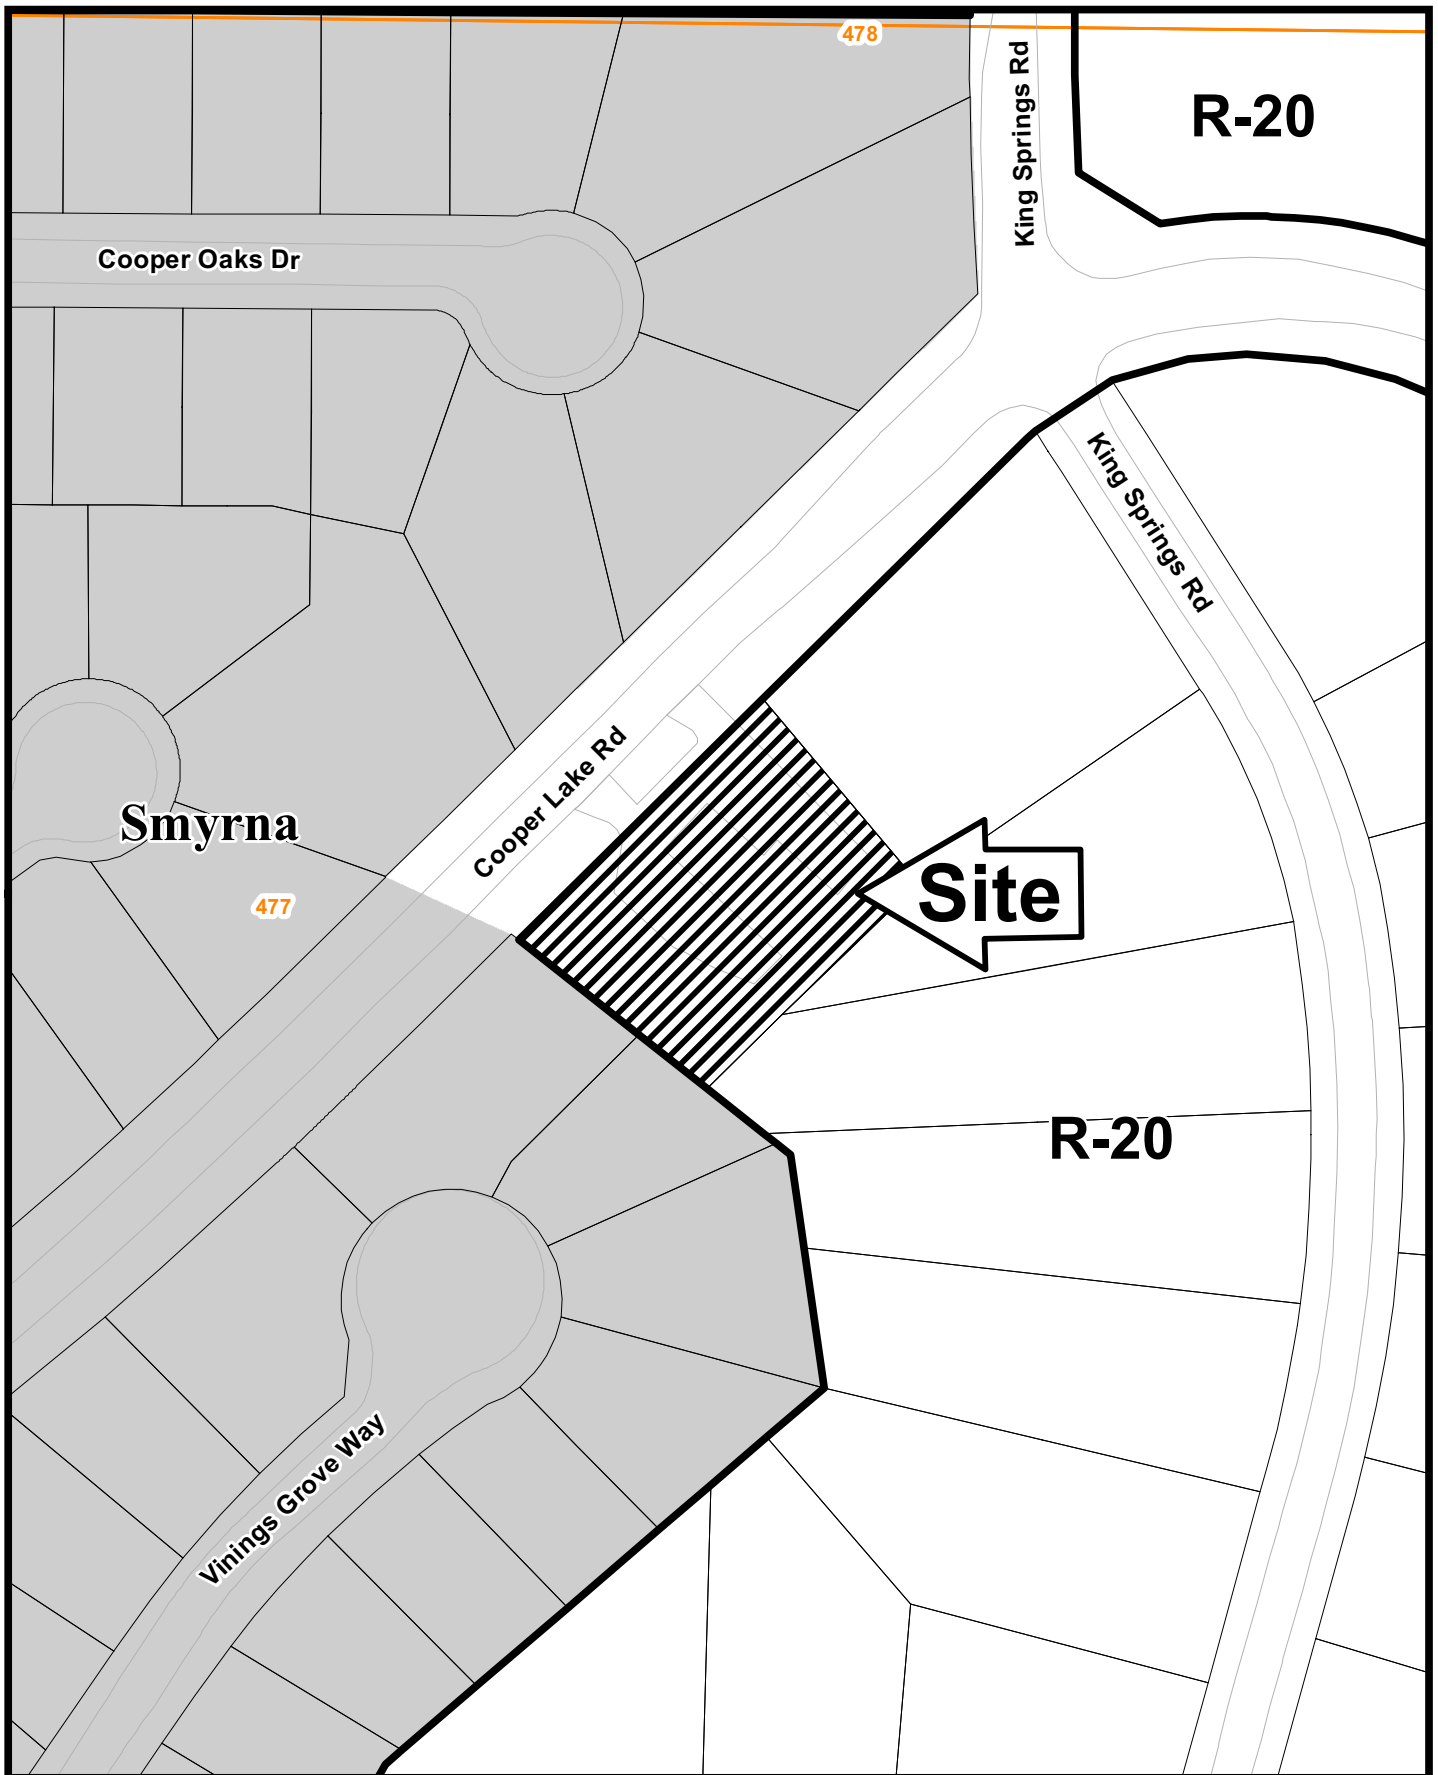 478
King Springs Rd
R-20
Cooper Oaks Dr
King Springs Rd
Cooper Lake Rd
Smyrna
477
Site
R-20
Vinings Grove Way